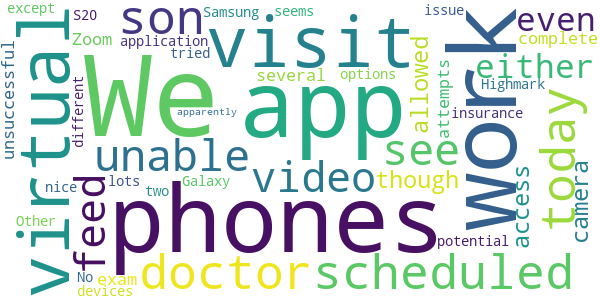 except
S20
son
Samsung
seems
issue
even
Zoom
application
tried
visit
complete
unsuccessful
virtual
different
We
app
several
options
allowed
attempts
work
either
Highmark
apparently
insurance
unable
see
today
camera
nice
feed
lots
two
video
though
access
Galaxy
Other
phones
potential
No
exam
devices
doctor
scheduled